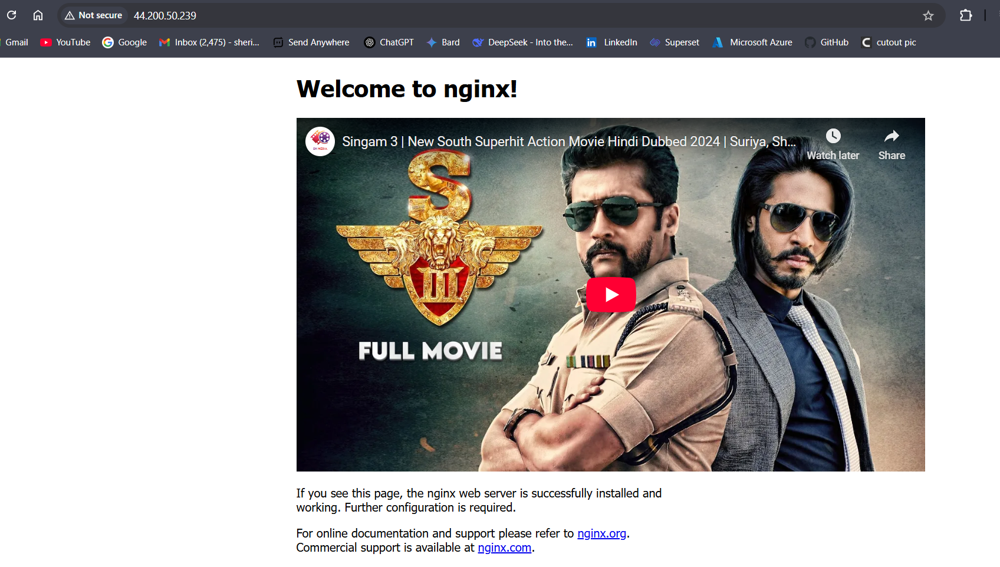 Not secure 44.200.50.239
Gmail YouTube Google Inbox (2,475) - sheri... Send Anywhere ChatGPT Bard DeepSeek - Into the... LinkedIn Superset Microsoft Azure GitHub cutout pic
Welcome to nginx!
Singam 3 | New South Superhit Action Movie Hindi Dubbed 2024 | Suriya, Sh...
Watch later Share
S
III
FULL MOVIE
If you see this page, the nginx web server is successfully installed and
working. Further configuration is required.
For online documentation and support please refer to nginx.org.
Commercial support is available at nginx.com.